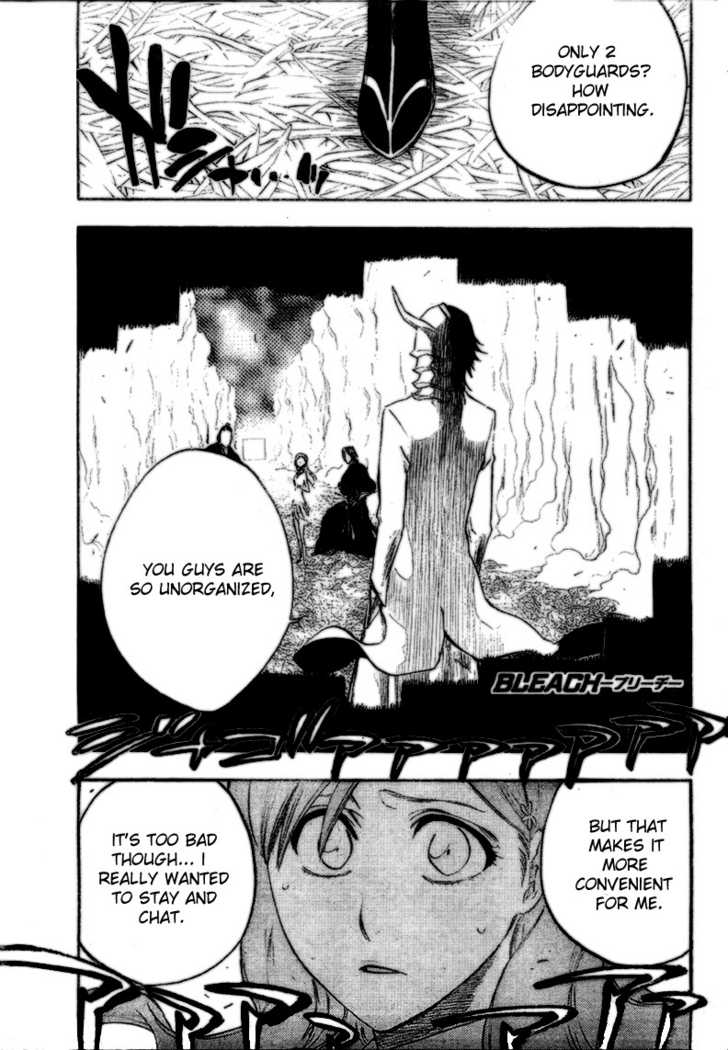 ONLY 2
BODYGUARDS?
HOW
DISAPPOINTING.
YOU GUYS ARE
SO UNORGANIZED,
BLEACH―ブリーチ―
BUT THAT
MAKES IT
MORE
CONVENIENT
FOR ME.
IT'S TOO BAD
THOUGH... I
REALLY WANTED
TO STAY AND
CHAT.